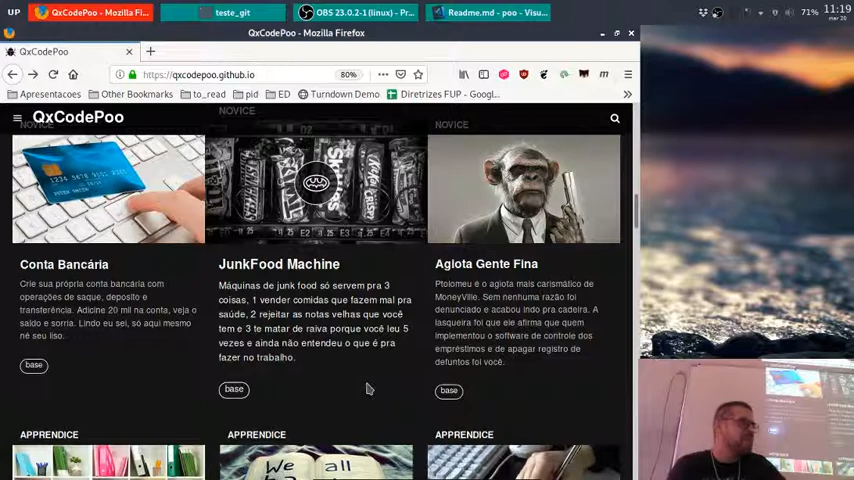 UP
QxCodePoo - Mozilla Fi...
teste_git
OBS 23.0.2-1 (linux) - Pr...
Readme.md - poo - Visu...
71%
11:19
mar 20
QxCodePoo - Mozilla Firefox
QxCodePoo
https://qxcodepoo.github.io
80%
Apresentacoes
Other Bookmarks
to_read
pid
ED
Turndown Demo
Diretrizes FUP - Googl...
QxCodePoo
NOVICE
NOVICE
NOVICE
Conta Bancária
Crie sua própria conta bancária com
operações de saque, deposito e
transferência. Adicine 20 mil na conta, vejo o
saldo e sorria. Lindo eu sei, só aqui mesmo
né seu liso.
base
JunkFood Machine
Máquinas de junk food só servem pra 3
coisas, 1 vender comidas que fazem mal pra
saúde, 2 rejeitar as notas velhas que você
tem e 3 te matar de raiva porque você leu 5
vezes e ainda não entendeu o que é pra
fazer no trabalho.
base
Agiota Gente Fina
Ptolomeu é o agiota mais carismático de
MoneyVille. Sem nenhuma razão foi
denunciado e acabou indo pra cadeira. A
lasqueira foi que ele afirma que quem
implementou o software de controle dos
empréstimos e de apagar registro de
defuntos foi você.
base
APPRENDICE
APPRENDICE
APPRENDICE
We
all